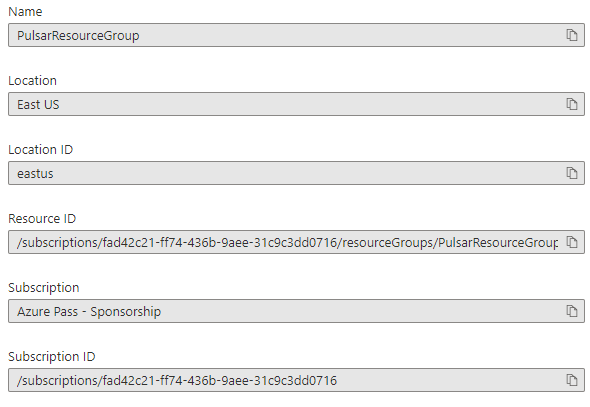 Name
PulsarResourceGroup
Location
East US
Location ID
eastus
Resource ID
/subscriptions/fad42c21-ff74-436b-9aee-31c9c3dd0716/resourceGroups/PulsarResourceGroup
Subscription
Azure Pass - Sponsorship
Subscription ID
/subscriptions/fad42c21-ff74-436b-9aee-31c9c3dd0716